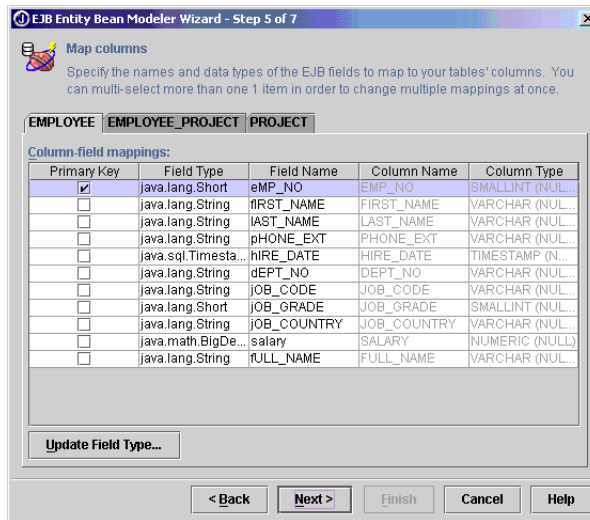 EJB Entity Bean Modeler Wizard - Step 5 of 7
Map columns
Specify the names and data types of the EJB fields to map to your tables' columns. You
can multi-select more than one 1 item in order to change multiple mappings at once.
EMPLOYEE EMPLOYEE_PROJECT PROJECT
Column-field mappings:
Primary Key Field Type Field Name Column Name Column Type
java.lang.Short eMP_NO EMP_NO SMALLINT (NUL...
java.lang.String fIRST_NAME FIRST_NAME VARCHAR (NUL...
java.lang.String lAST_NAME LAST_NAME VARCHAR (NUL...
java.lang.String pHONE_EXT PHONE_EXT VARCHAR (NUL...
java.sql.Timesta... hIRE_DATE HIRE_DATE TIMESTAMP (N...
java.lang.String dEPT_NO DEPT_NO VARCHAR (NUL...
java.lang.String jOB_CODE JOB_CODE VARCHAR (NUL...
java.lang.Short jOB_GRADE JOB_GRADE SMALLINT (NUL...
java.lang.String jOB_COUNTRY JOB_COUNTRY VARCHAR (NUL...
java.math.BigDe... salary SALARY NUMERIC (NULL)
java.lang.String fULL_NAME FULL_NAME VARCHAR (NUL...
Update Field Type...
< Back Next > Finish Cancel Help